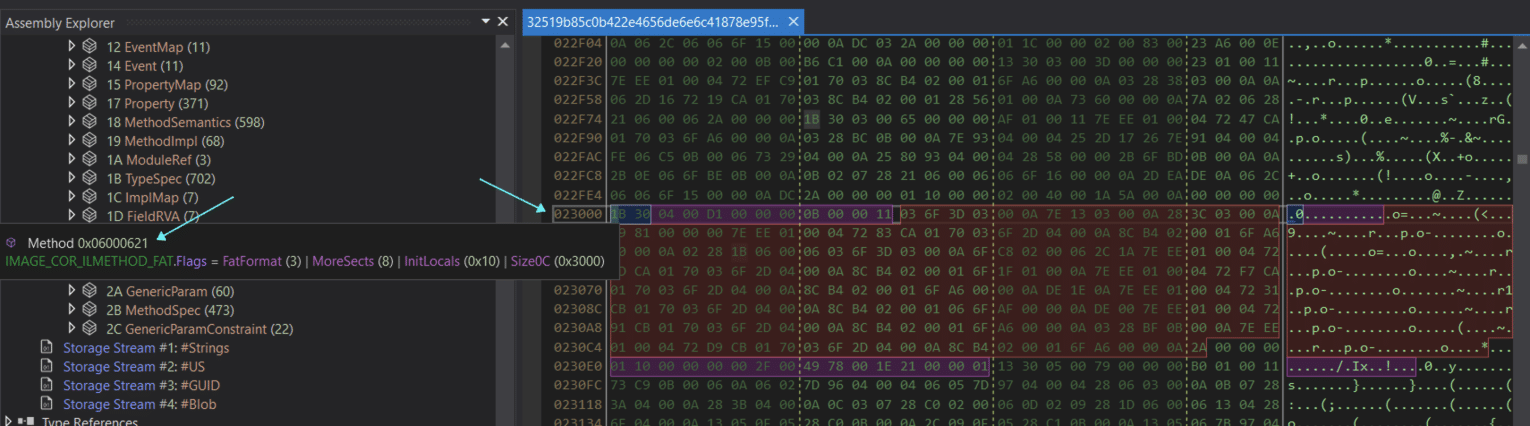 Assembly Explorer
12 EventMap (11)
14 Event (11)
15 PropertyMap (92)
17 Property (371)
18 MethodSemantics (598)
19 MethodImpl (68)
1A ModuleRef (3)
1B TypeSpec (702)
1C ImplMap (7)
1D FieldRVA (7)
Method 0x06000621
IMAGE_COR_ILMETHOD_FAT.Flags = FatFormat (3) | MoreSects (8) | InitLocals (0x10) | Size0C (0x3000)
2A GenericParam (60)
2B MethodSpec (473)
2C GenericParamConstraint (22)
Storage Stream #1: #Strings
Storage Stream #2: #US
Storage Stream #3: #GUID
Storage Stream #4: #Blob
Type References
32519b85c0b422e4656de6e6c41878e95f...
022F04 0A 06 2C 06 06 6F 15 00 00 0A DC 03 2A 00 00 00 01 1C 00 00 02 00 83 00 23 A6 00 0E
022F20 00 00 00 00 02 00 0B 00 B6 C1 00 0A 00 00 00 00 13 30 03 00 3D 00 00 00 23 01 00 11
022F3C 7E EE 01 00 04 72 EF C9 01 70 03 8C B4 02 00 01 6F A6 00 00 0A 03 28 38 03 00 0A 0A
022F58 06 2D 16 72 19 CA 01 70 03 8C B4 02 00 01 28 56 01 00 0A 73 60 00 00 0A 7A 02 06 28
022F74 21 06 00 06 2A 00 00 00 1B 30 03 00 65 00 00 00 AF 01 00 11 7E EE 01 00 04 72 47 CA
022F90 01 70 03 6F A6 00 00 0A 03 28 BC 0B 00 0A 7E 93 04 00 04 25 2D 17 26 7E 91 04 00 04
022FAC FE 06 C5 0B 00 06 73 29 04 00 0A 25 80 93 04 00 04 28 58 00 00 2B 6F BD 0B 00 0A 0A
022FC8 2B 0E 06 6F BE 0B 00 0A 0B 02 07 28 21 06 00 06 06 6F 16 00 00 0A 2D EA DE 0A 06 2C
022FE4 06 06 6F 15 00 00 0A DC 2A 00 00 00 01 10 00 00 02 00 40 00 1A 5A 00 0A 00 00 00 00
023000 1B 30 04 00 D1 00 00 00 0B 00 00 11 03 6F 3D 03 00 0A 7E 13 03 00 0A 28 3C 03 00 0A
81 00 00 00 7E EE 01 00 04 72 83 CA 01 70 03 6F 2D 04 00 0A 8C B4 02 00 01 6F A6
00 0A 02 28 1B 06 00 06 03 6F 3D 03 00 0A 6F C8 02 00 06 2C 1A 7E EE 01 00 04 72
CA 01 70 03 6F 2D 04 00 0A 8C B4 02 00 01 6F 1F 01 00 0A 7E EE 01 00 04 72 F7 CA
023070 01 70 03 6F 2D 04 00 0A 8C B4 02 00 01 6F A6 00 00 0A DE 1E 0A 7E EE 01 00 04 72 31
02308C CB 01 70 03 6F 2D 04 00 0A 8C B4 02 00 01 06 6F AF 00 00 0A DE 00 7E EE 01 00 04 72
0230A8 91 CB 01 70 03 6F 2D 04 00 0A 8C B4 02 00 01 6F A6 00 00 0A 03 28 BF 0B 00 0A 7E EE
0230C4 01 00 04 72 D9 CB 01 70 03 6F 2D 04 00 0A 8C B4 02 00 01 6F A6 00 00 0A 2A 00 00 00
0230E0 01 10 00 00 00 00 2F 00 49 78 00 1E 21 00 00 01 13 30 05 00 79 00 00 00 B0 01 00 11
0230FC 73 C9 0B 00 06 0A 06 02 7D 96 04 00 04 06 05 7D 97 04 00 04 28 06 03 00 0A 0B 07 28
023118 3A 04 00 0A 28 3B 04 00 0A 0C 03 07 28 C0 02 00 06 0D 02 09 28 1D 06 00 06 13 04 28